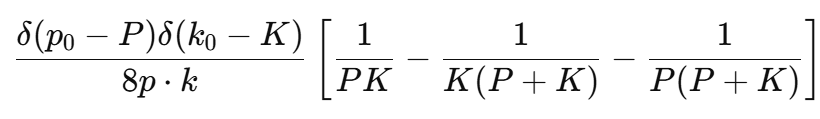 \frac{\delta(p_0 - P)\delta(k_0 - K)}{8p \cdot k} \left[ \frac{1}{PK} - \frac{1}{K(P + K)} - \frac{1}{P(P + K)} \right]